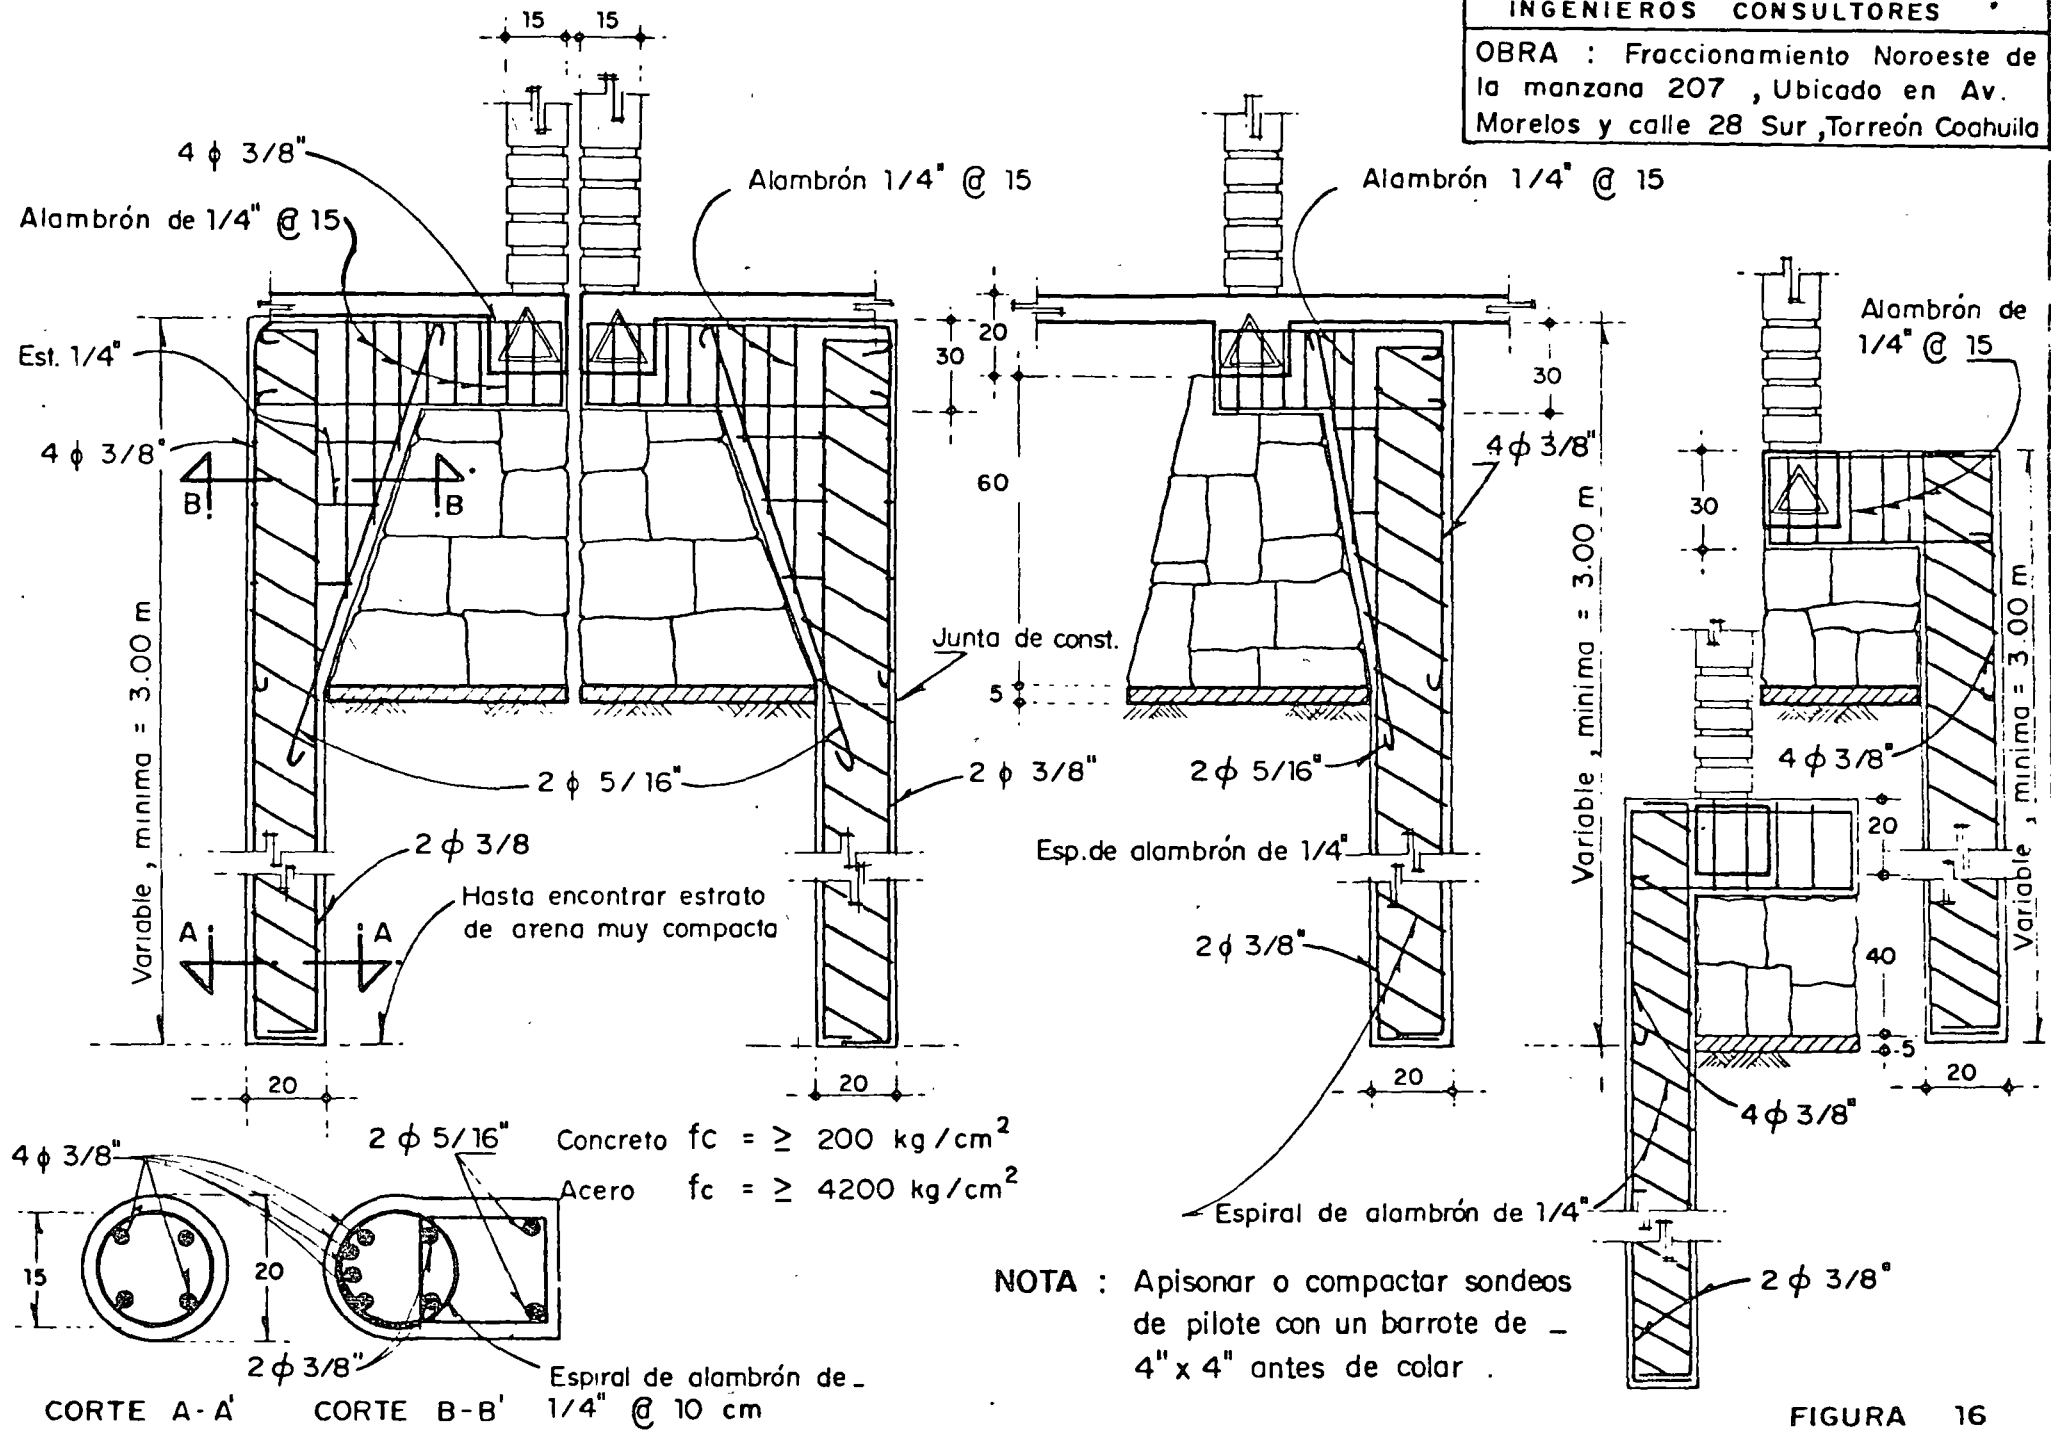 INGENIEROS CONSULTORES
OBRA : Fraccionamiento Noroeste de
la manzana 207 , Ubicado en Av.
Morelos y calle 28 Sur , Torreón Coahuila
15 15
4 ϕ 3/8"
Alambrón de 1/4" @ 15
Alambrón 1/4" @ 15
Alambrón 1/4" @ 15
Alambrón de
1/4" @ 15
Est. 1/4"
4 ϕ 3/8"
B
B
30
20
60
5
30
4 ϕ 3/8"
30
Variable , minima = 3.00 m
Junta de const.
Variable , minima = 3.00 m
Variable , minima = 3.00 m
2 ϕ 5/16"
2 ϕ 3/8"
2 ϕ 5/16"
4 ϕ 3/8"
2 ϕ 3/8
Esp. de alambrón de 1/4"
20
Hasta encontrar estrato
de arena muy compacta
A
A
2 ϕ 3/8"
40
5
20
20
20
20
4 ϕ 3/8"
4 ϕ 3/8"
2 ϕ 5/16"
Concreto fc = ≥ 200 kg/cm²
Acero fc = ≥ 4200 kg/cm²
Espiral de alambrón de 1/4"
15
20
2 ϕ 3/8"
NOTA : Apisonar o compactar sondeos
de pilote con un barrote de _
4" x 4" antes de colar .
2 ϕ 3/8"
Espiral de alambrón de _
1/4" @ 10 cm
CORTE A-A'
CORTE B-B'
FIGURA 16